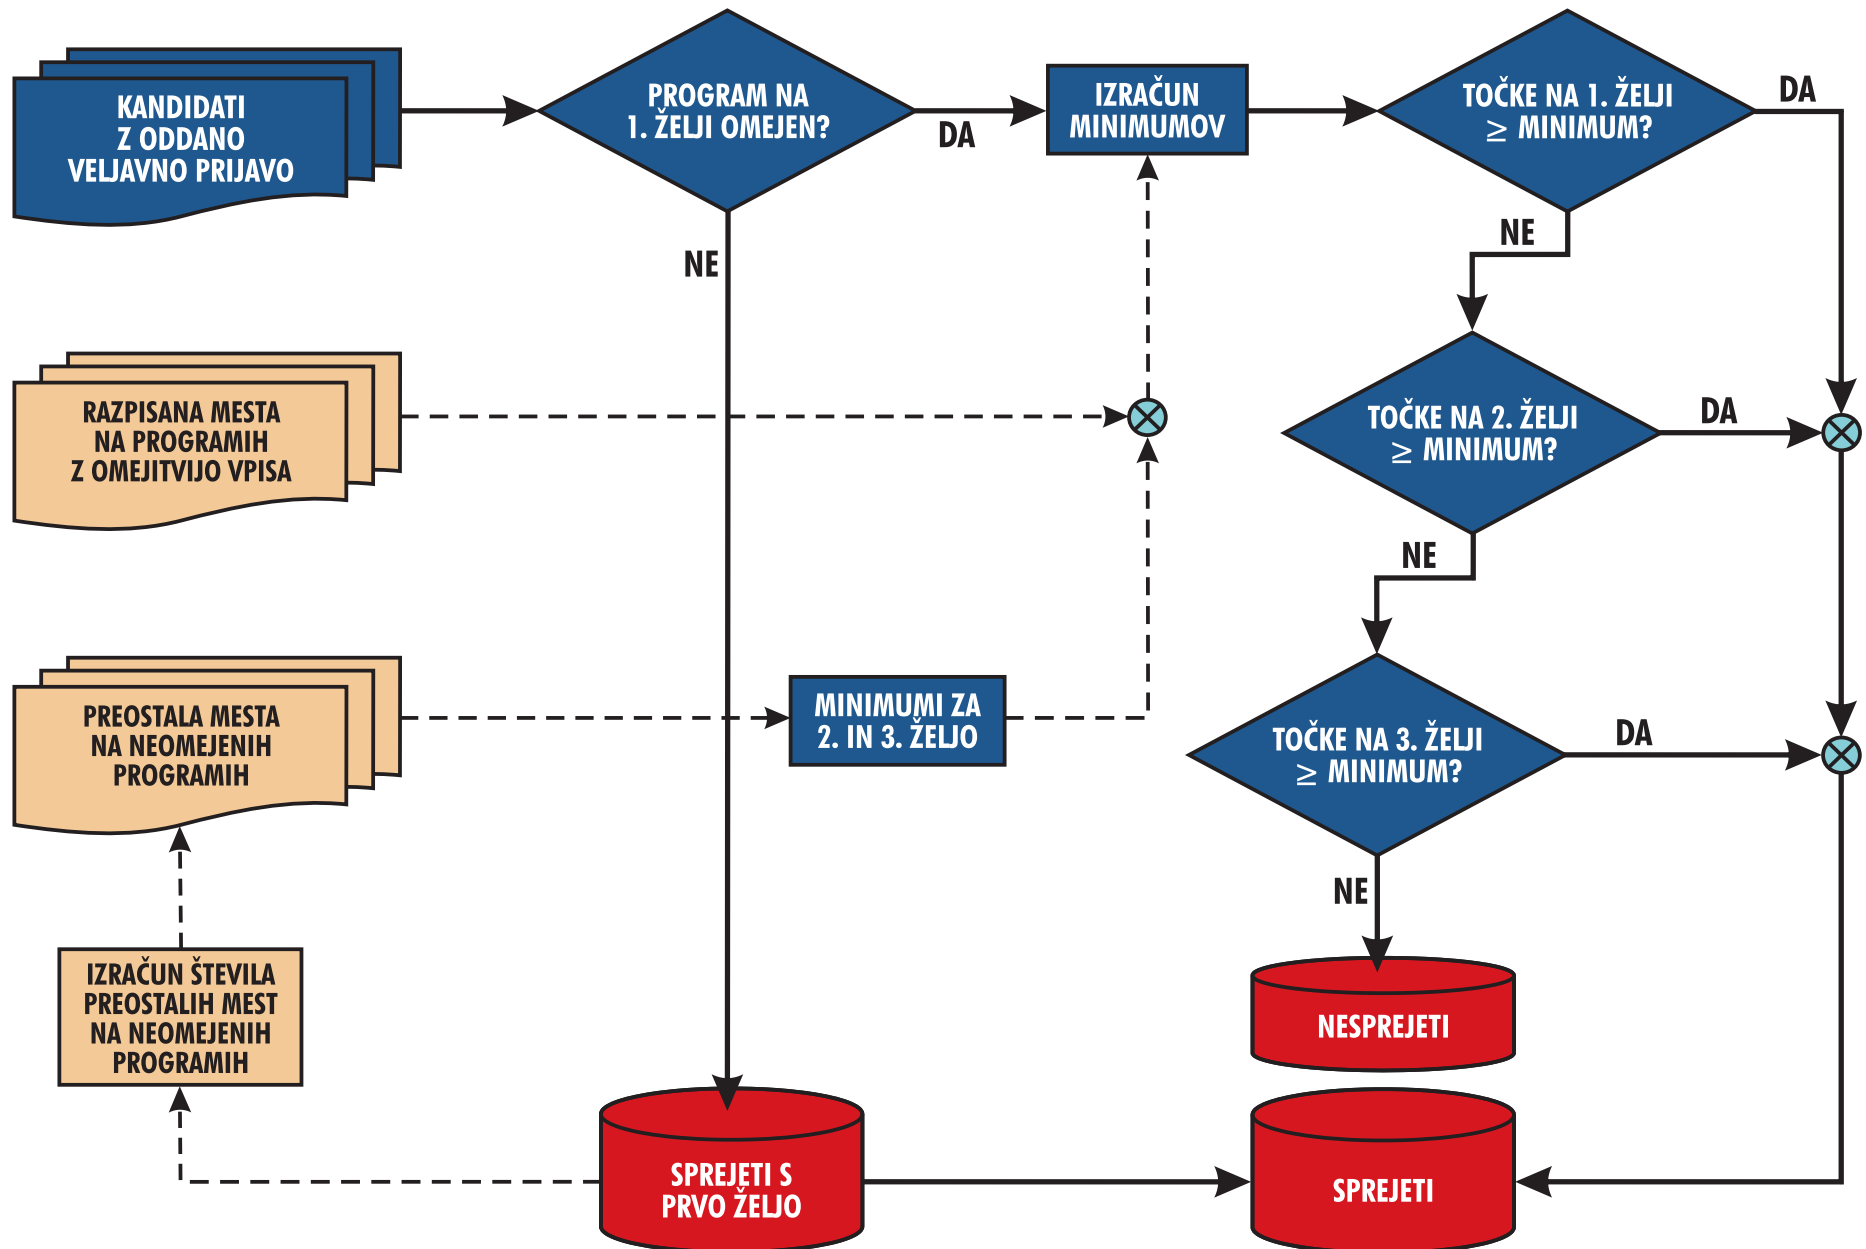 KANDIDATI
Z ODDANO
VELJAVNO PRIJAVO
PROGRAM NA
1. ŽELJI OMEJEN?
DA
IZRAČUN
MINIMUMOV
TOČKE NA 1. ŽELJI
≥ MINIMUM?
DA
NE
NE
RAZPISANA MESTA
NA PROGRAMIH
Z OMEJITVIJO VPISA
TOČKE NA 2. ŽELJI
≥ MINIMUM?
DA
NE
PREOSTALA MESTA
NA NEOMEJENIH
PROGRAMIH
MINIMUMI ZA
2. IN 3. ŽELJO
TOČKE NA 3. ŽELJI
≥ MINIMUM?
DA
NE
IZRAČUN ŠTEVILA
PREOSTALIH MEST
NA NEOMEJENIH
PROGRAMIH
NESPREJETI
SPREJETI S
PRVO ŽELJO
SPREJETI